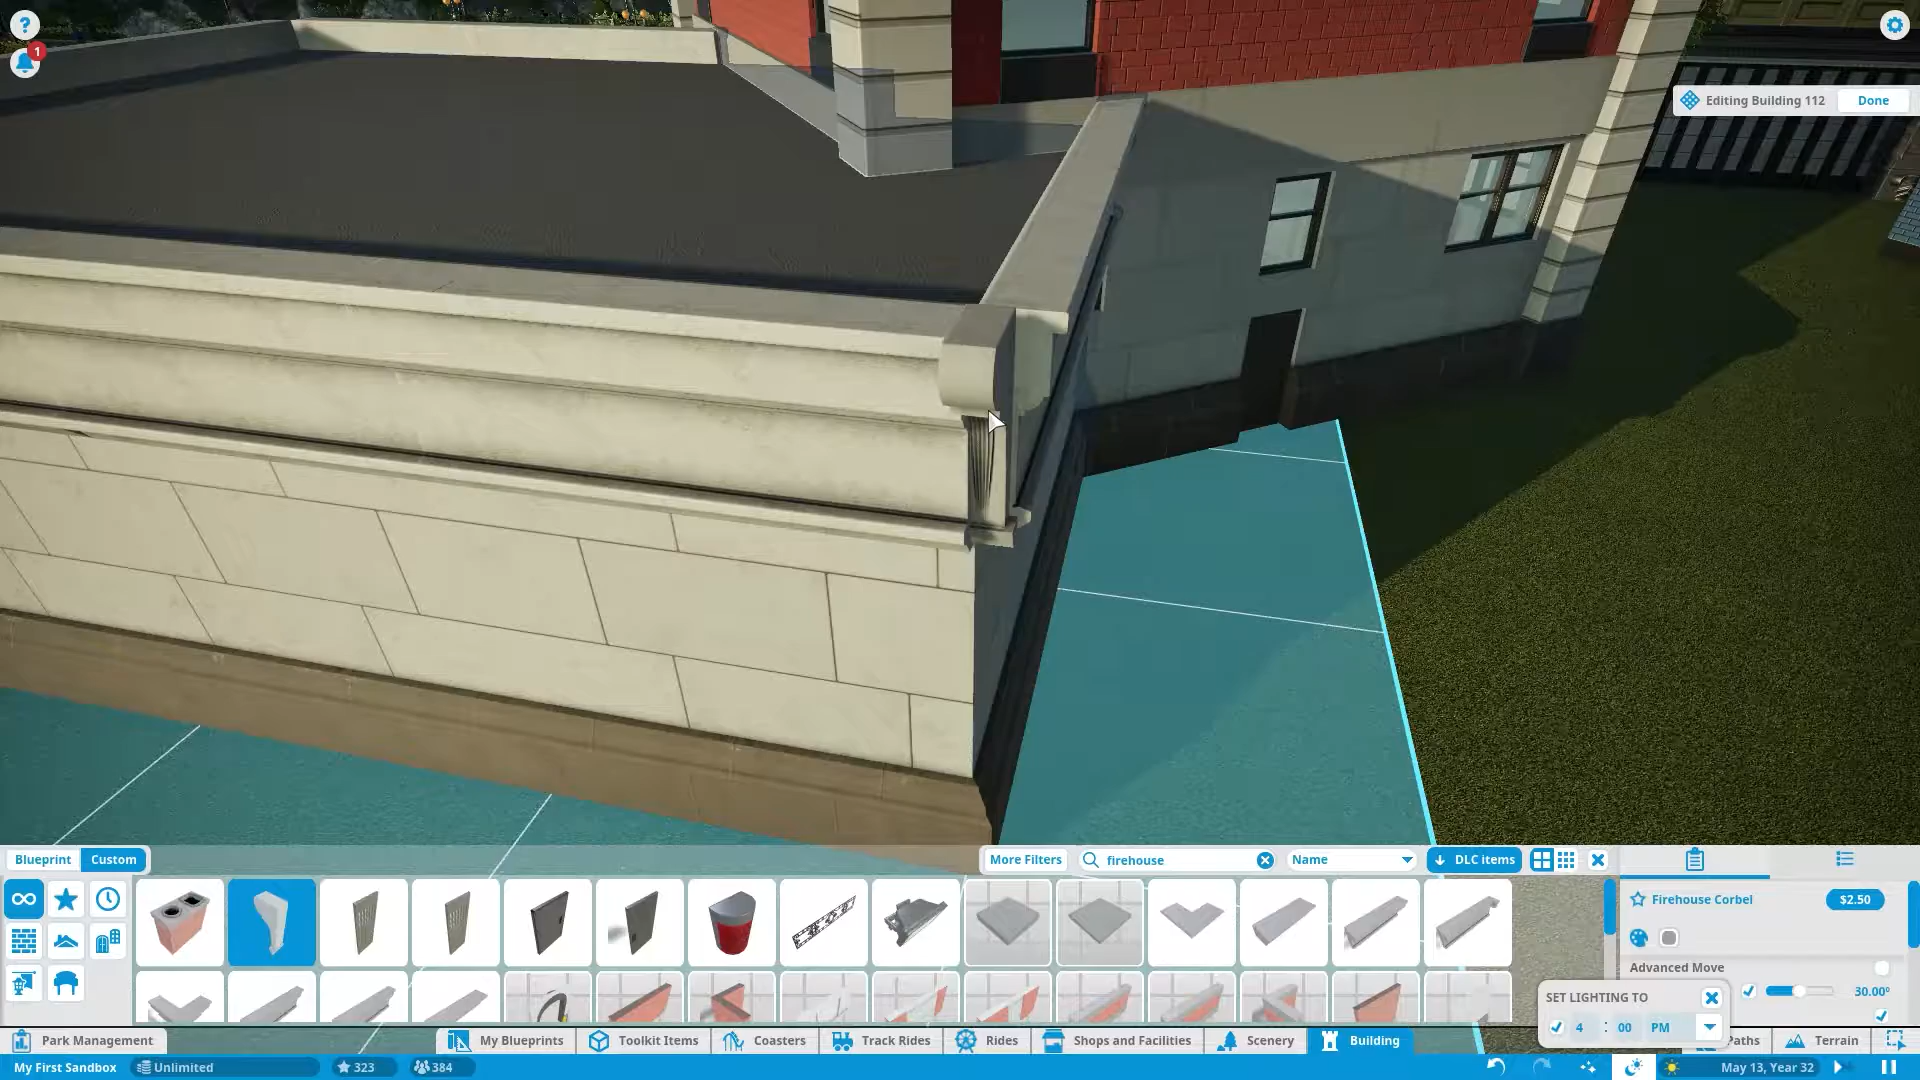 ?
1
Editing Building 112 Done
Blueprint Custom
More Filters firehouse Name DLC items
Firehouse Corbel $2.50
Advanced Move
30.00º
SET LIGHTING TO
4 : 00 PM
Park Management My Blueprints Toolkit Items Coasters Track Rides Rides Shops and Facilities Scenery Building Paths Terrain
My First Sandbox Unlimited 323 384 May 13, Year 32